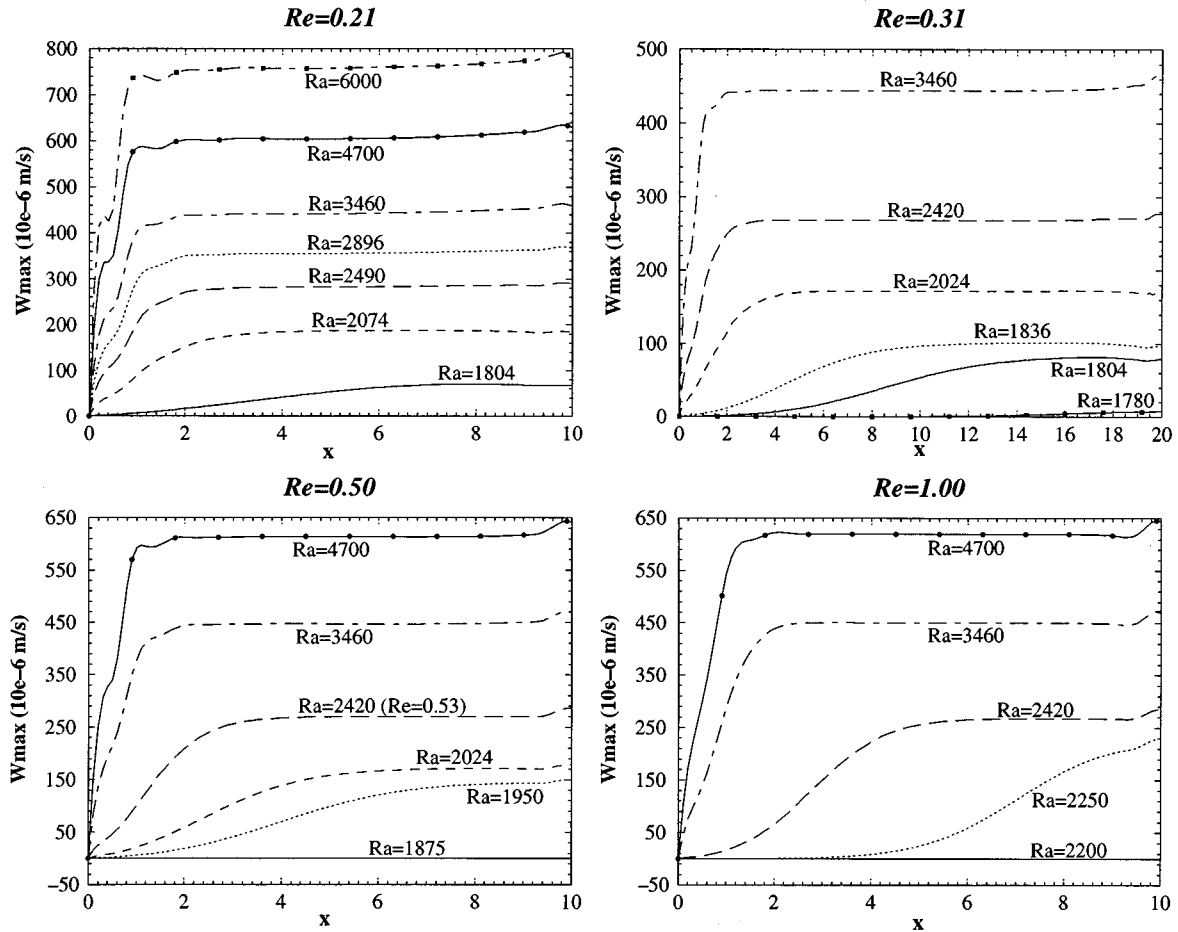 Re=0.21
800
700
600
500
400
300
200
100
0
Wmax (10e−6 m/s)
Ra=6000
Ra=4700
Ra=3460
Ra=2896
Ra=2490
Ra=2074
Ra=1804
0 2 4 6 8 10
x
Re=0.31
500
400
300
200
100
0
Wmax (10e−6 m/s)
Ra=3460
Ra=2420
Ra=2024
Ra=1836
Ra=1804
Ra=1780
0 2 4 6 8 10 12 14 16 18 20
x
Re=0.50
650
550
450
350
250
150
50
−50
Wmax (10e−6 m/s)
Ra=4700
Ra=3460
Ra=2420 (Re=0.53)
Ra=2024
Ra=1950
Ra=1875
0 2 4 6 8 10
x
Re=1.00
650
550
450
350
250
150
50
−50
Wmax (10e−6 m/s)
Ra=4700
Ra=3460
Ra=2420
Ra=2250
Ra=2200
0 2 4 6 8 10
x